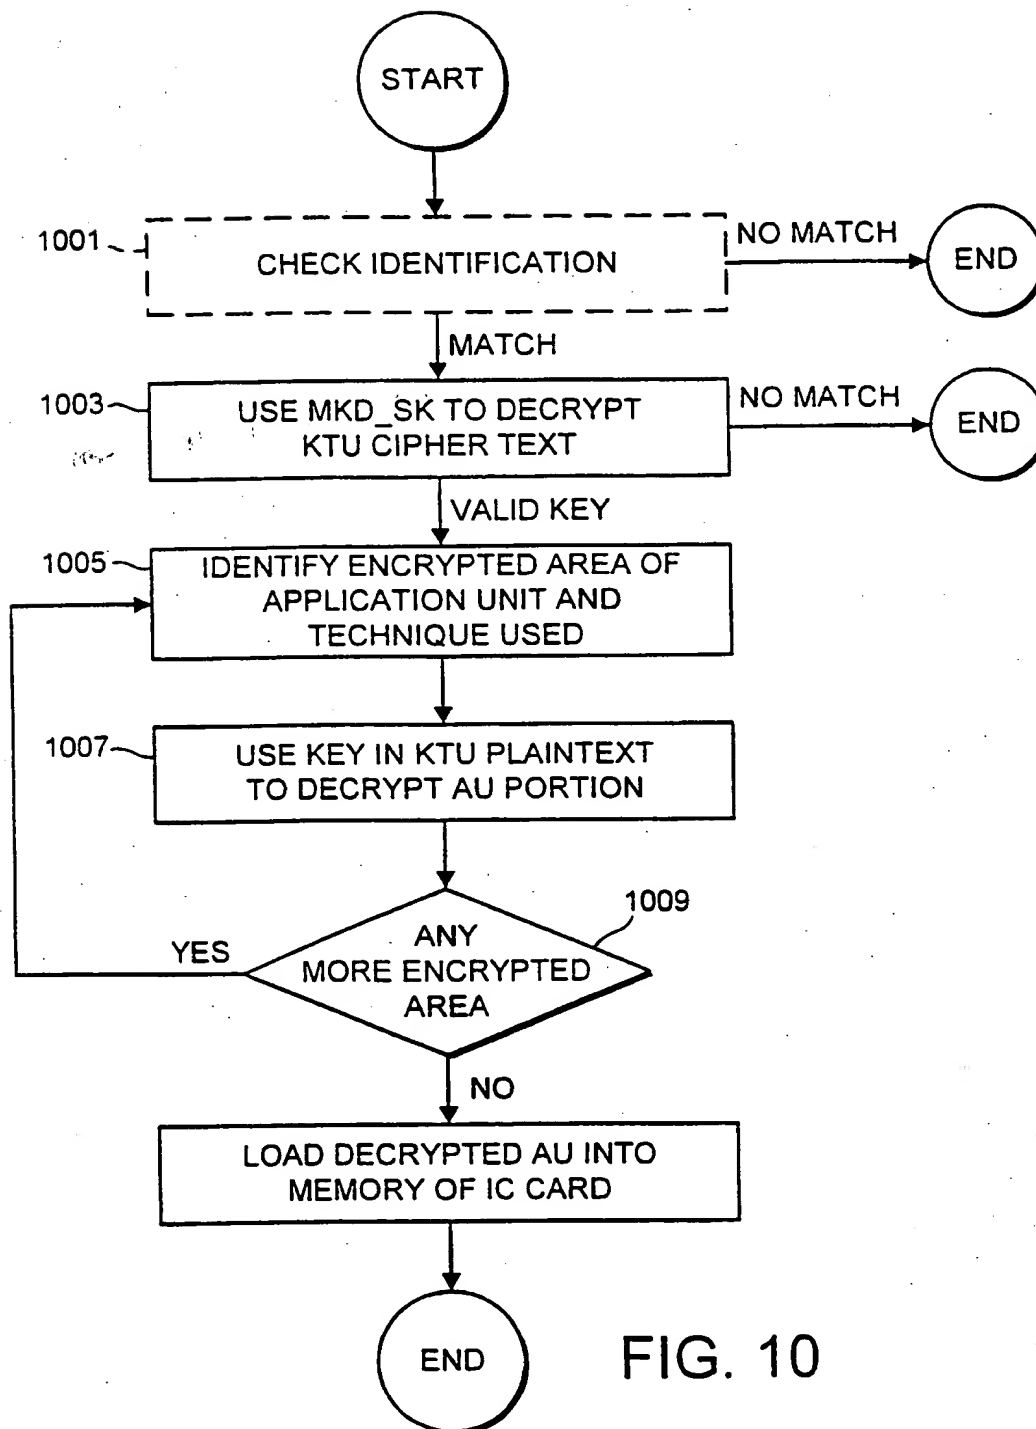 START
1001
CHECK IDENTIFICATION
NO MATCH
END
MATCH
1003
USE MKD_SK TO DECRYPT
KTU CIPHER TEXT
NO MATCH
END
VALID KEY
1005
IDENTIFY ENCRYPTED AREA OF
APPLICATION UNIT AND
TECHNIQUE USED
1007
USE KEY IN KTU PLAINTEXT
TO DECRYPT AU PORTION
1009
ANY
MORE ENCRYPTED
AREA
YES
NO
LOAD DECRYPTED AU INTO
MEMORY OF IC CARD
END
FIG. 10